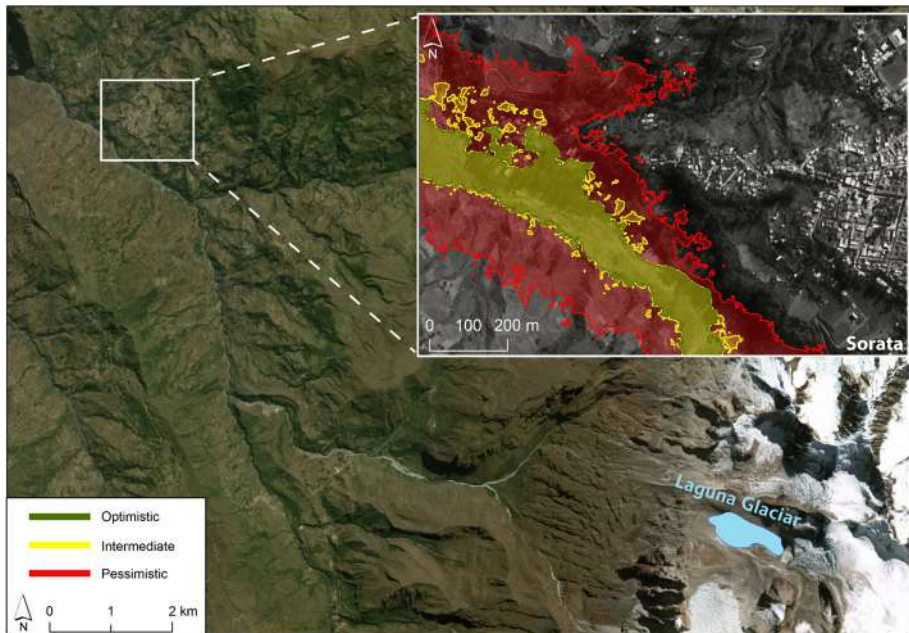 N
0 100 200 m
Sorata
Laguna Glaciar
Optimistic
Intermediate
Pessimistic
N
0 1 2 km